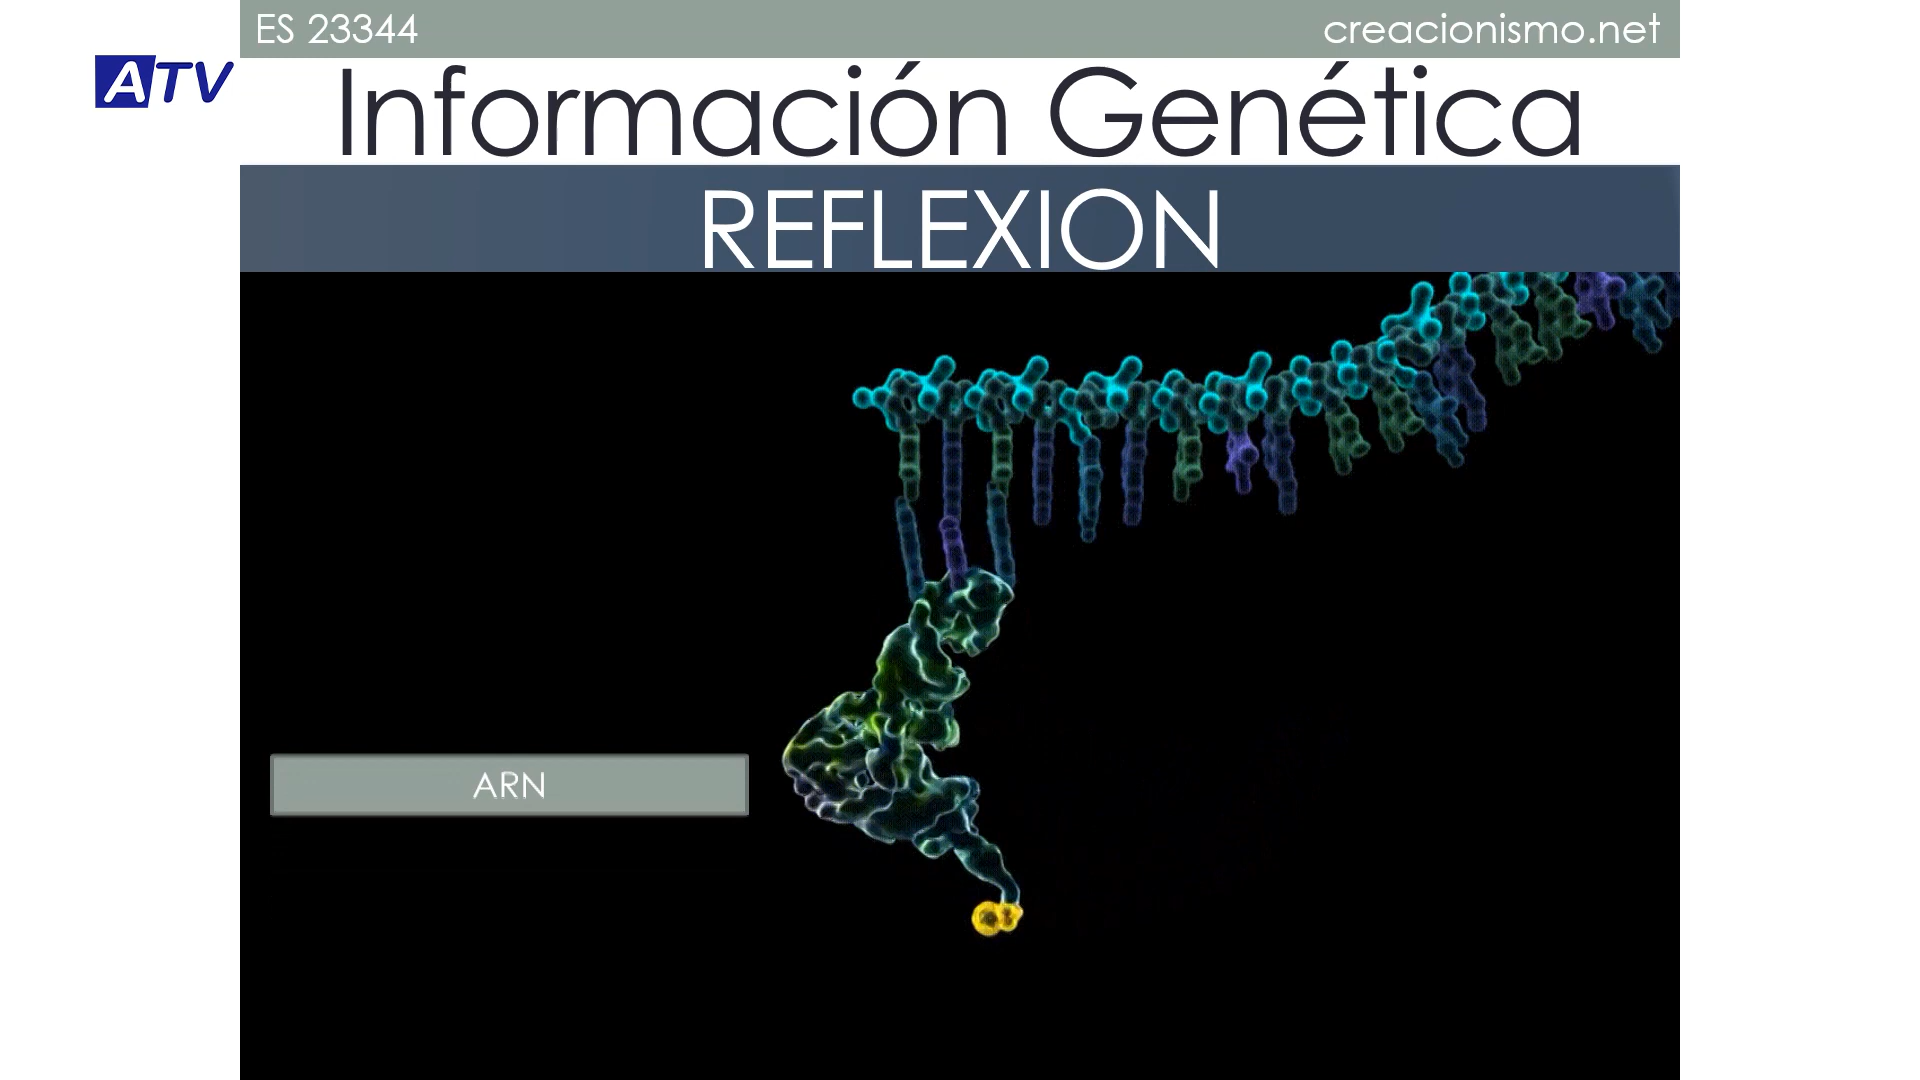 ES 23344
creacionismo.net
ATV
Información Genética
REFLEXION
ARN